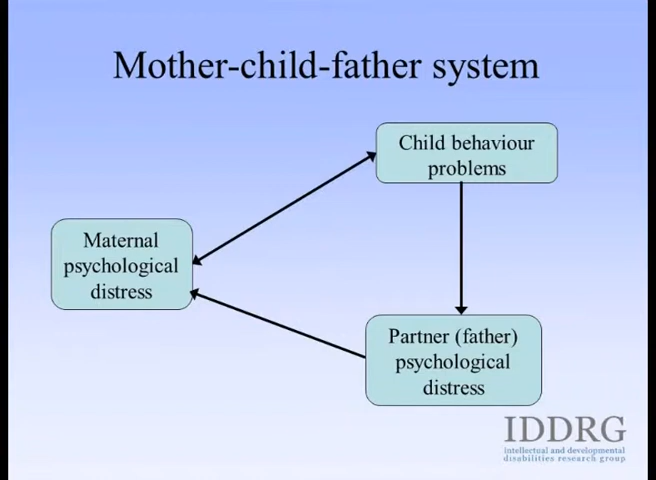 Mother-child-father system
Child behaviour
problems
Maternal
psychological
distress
Partner (father)
psychological
distress
IDDRG
intellectual and developmental
disabilities research group